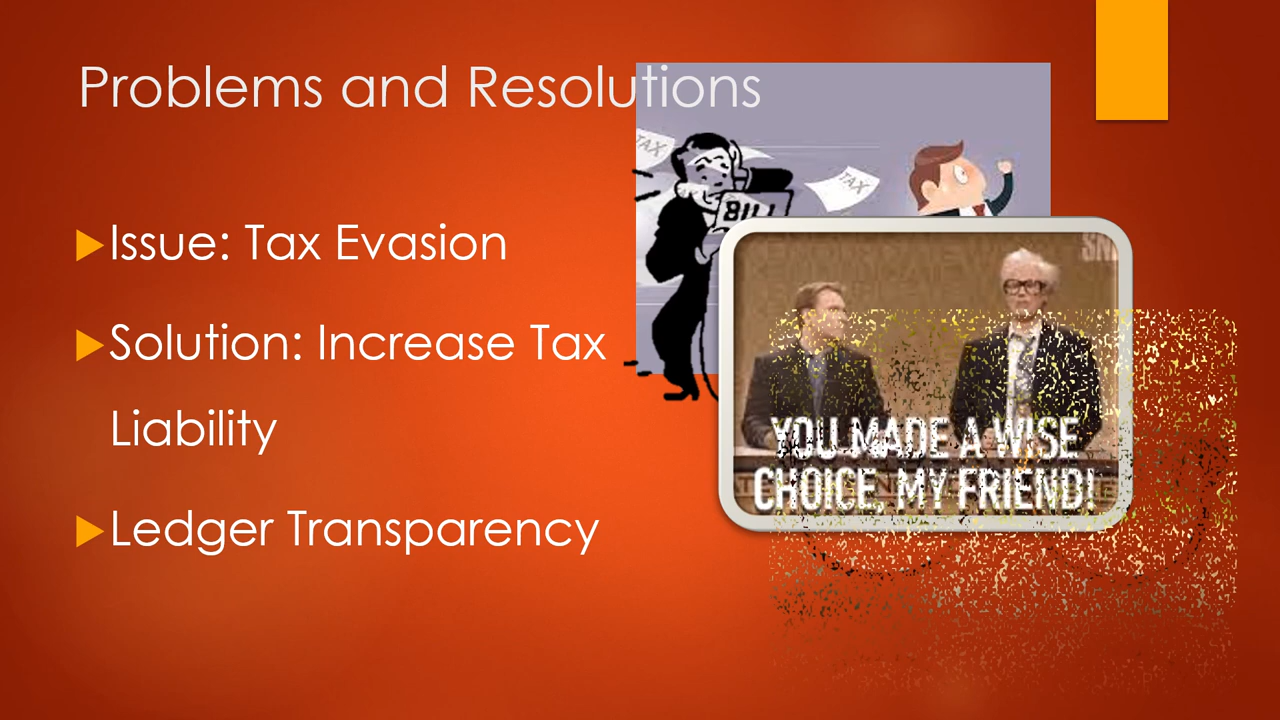 Problems and Resolutions
TAX
TAX
BILL
Issue: Tax Evasion
Solution: Increase Tax
Liability
Ledger Transparency
YOU MADE A WISE
CHOICE, MY FRIEND!